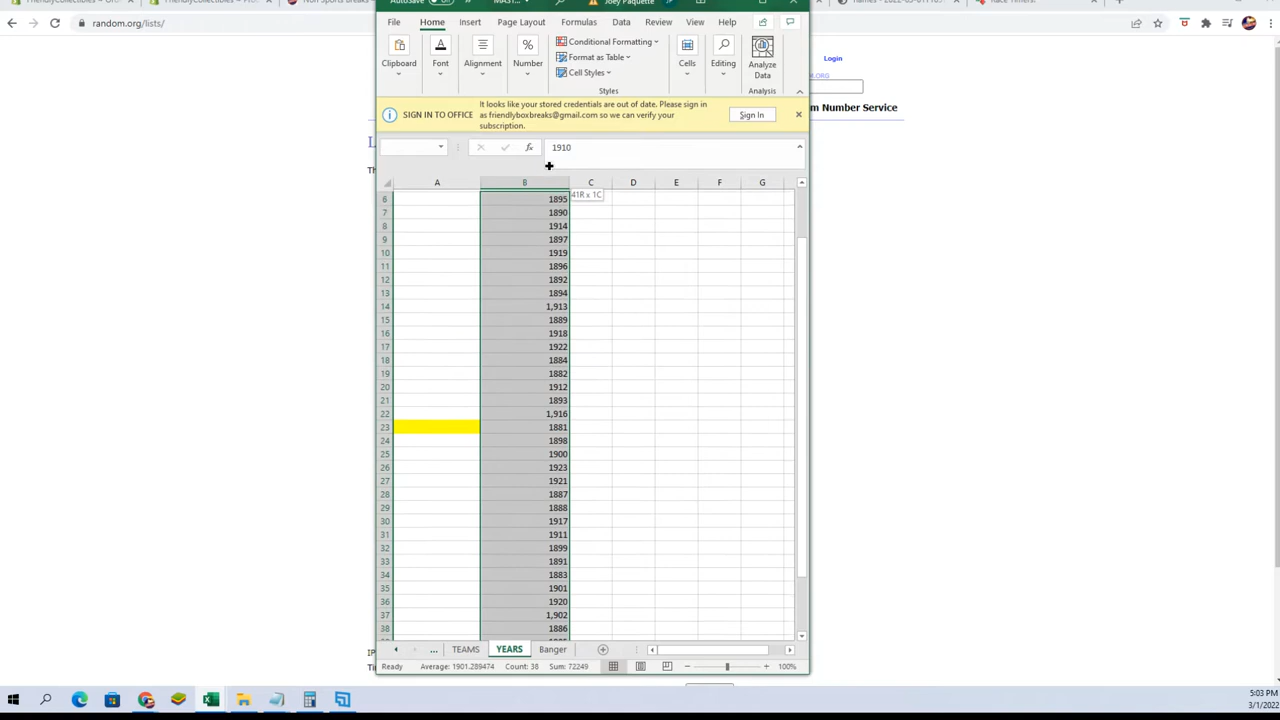 AutoSave
MAST...
Joey Paquette
random.org/lists/
File Home Insert Page Layout Formulas Data Review View Help
Login
Clipboard
Font
Alignment
Number
Conditional Formatting
Format as Table
Cell Styles
Styles
Cells
Editing
Analyze Data
Analysis
m Number Service
SIGN IN TO OFFICE
It looks like your stored credentials are out of date. Please sign in
as friendlyboxbreaks@gmail.com so we can verify your
subscription.
Sign In
fx 1910
A B C D E F G
41R x 1C
6 1895
7 1890
8 1914
9 1897
10 1919
11 1896
12 1892
13 1894
14 1,913
15 1889
16 1918
17 1922
18 1884
19 1882
20 1912
21 1893
22 1,916
23 1881
24 1898
25 1900
26 1923
27 1921
28 1887
29 1888
30 1917
31 1911
32 1899
33 1891
34 1883
35 1901
36 1920
37 1,902
38 1886
... TEAMS YEARS Banger
Ready Average: 1901.289474 Count: 38 Sum: 72249 100%
5:03 PM
3/1/2022